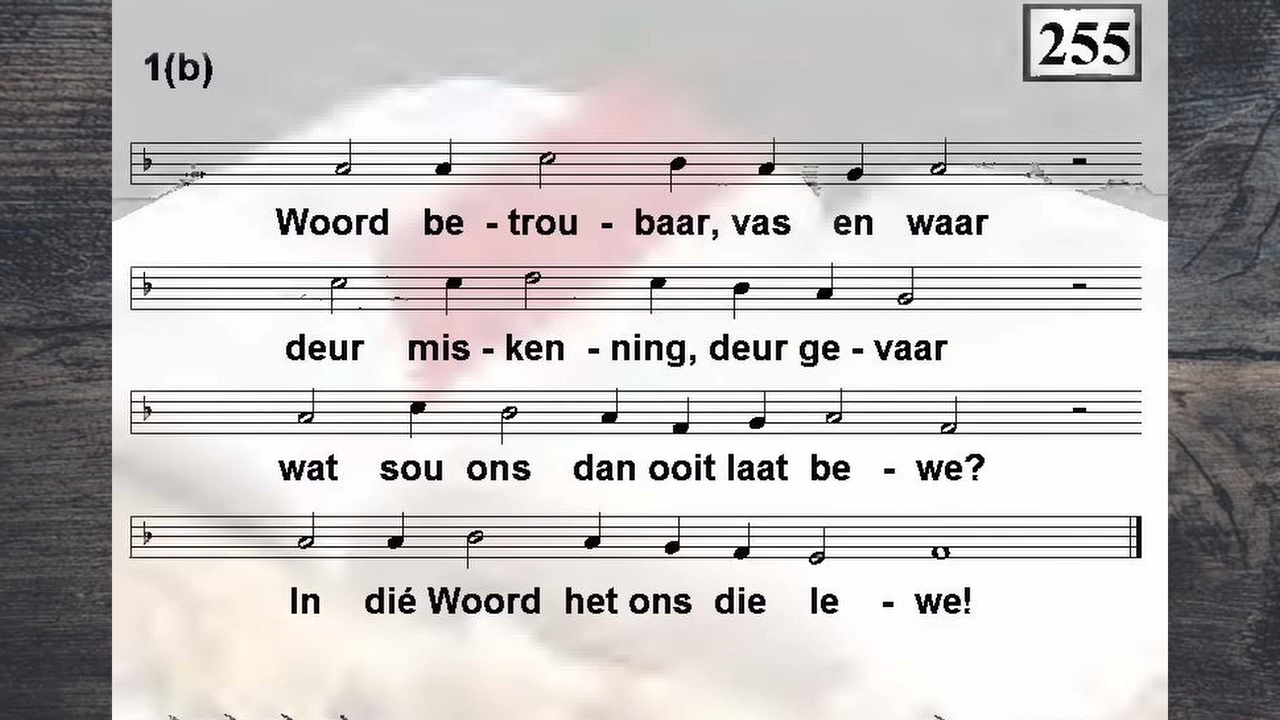 255
1(b)
Woord be - trou - baar, vas en waar
deur mis - ken - ning, deur ge - vaar
wat sou ons dan ooit laat be - we?
In dié Woord het ons die le - we!